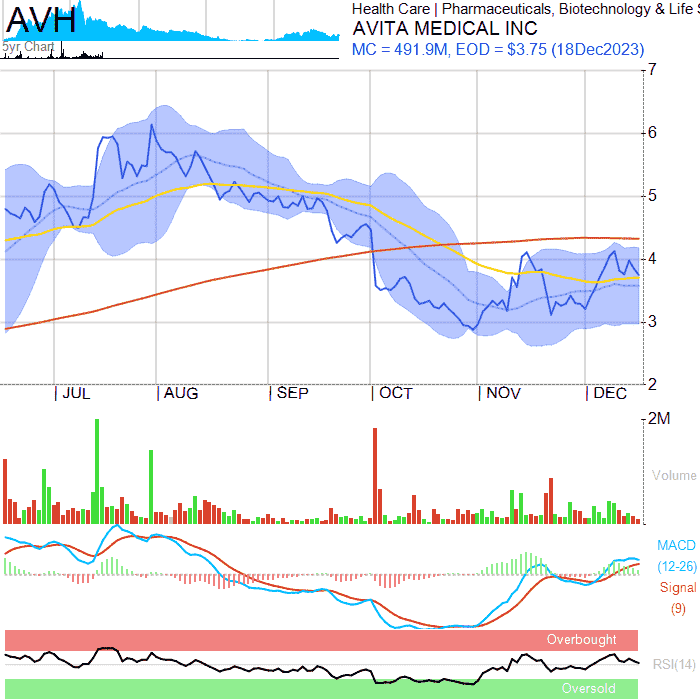 AVH
5yr Chart
Health Care | Pharmaceuticals, Biotechnology & Life S
AVITA MEDICAL INC
MC = 491.9M, EOD = $3.75 (18Dec2023)
7
6
5
4
3
2
JUL AUG SEP OCT NOV DEC
2M
Volume
MACD
(12-26)
Signal
(9)
Overbought
RSI(14)
Oversold